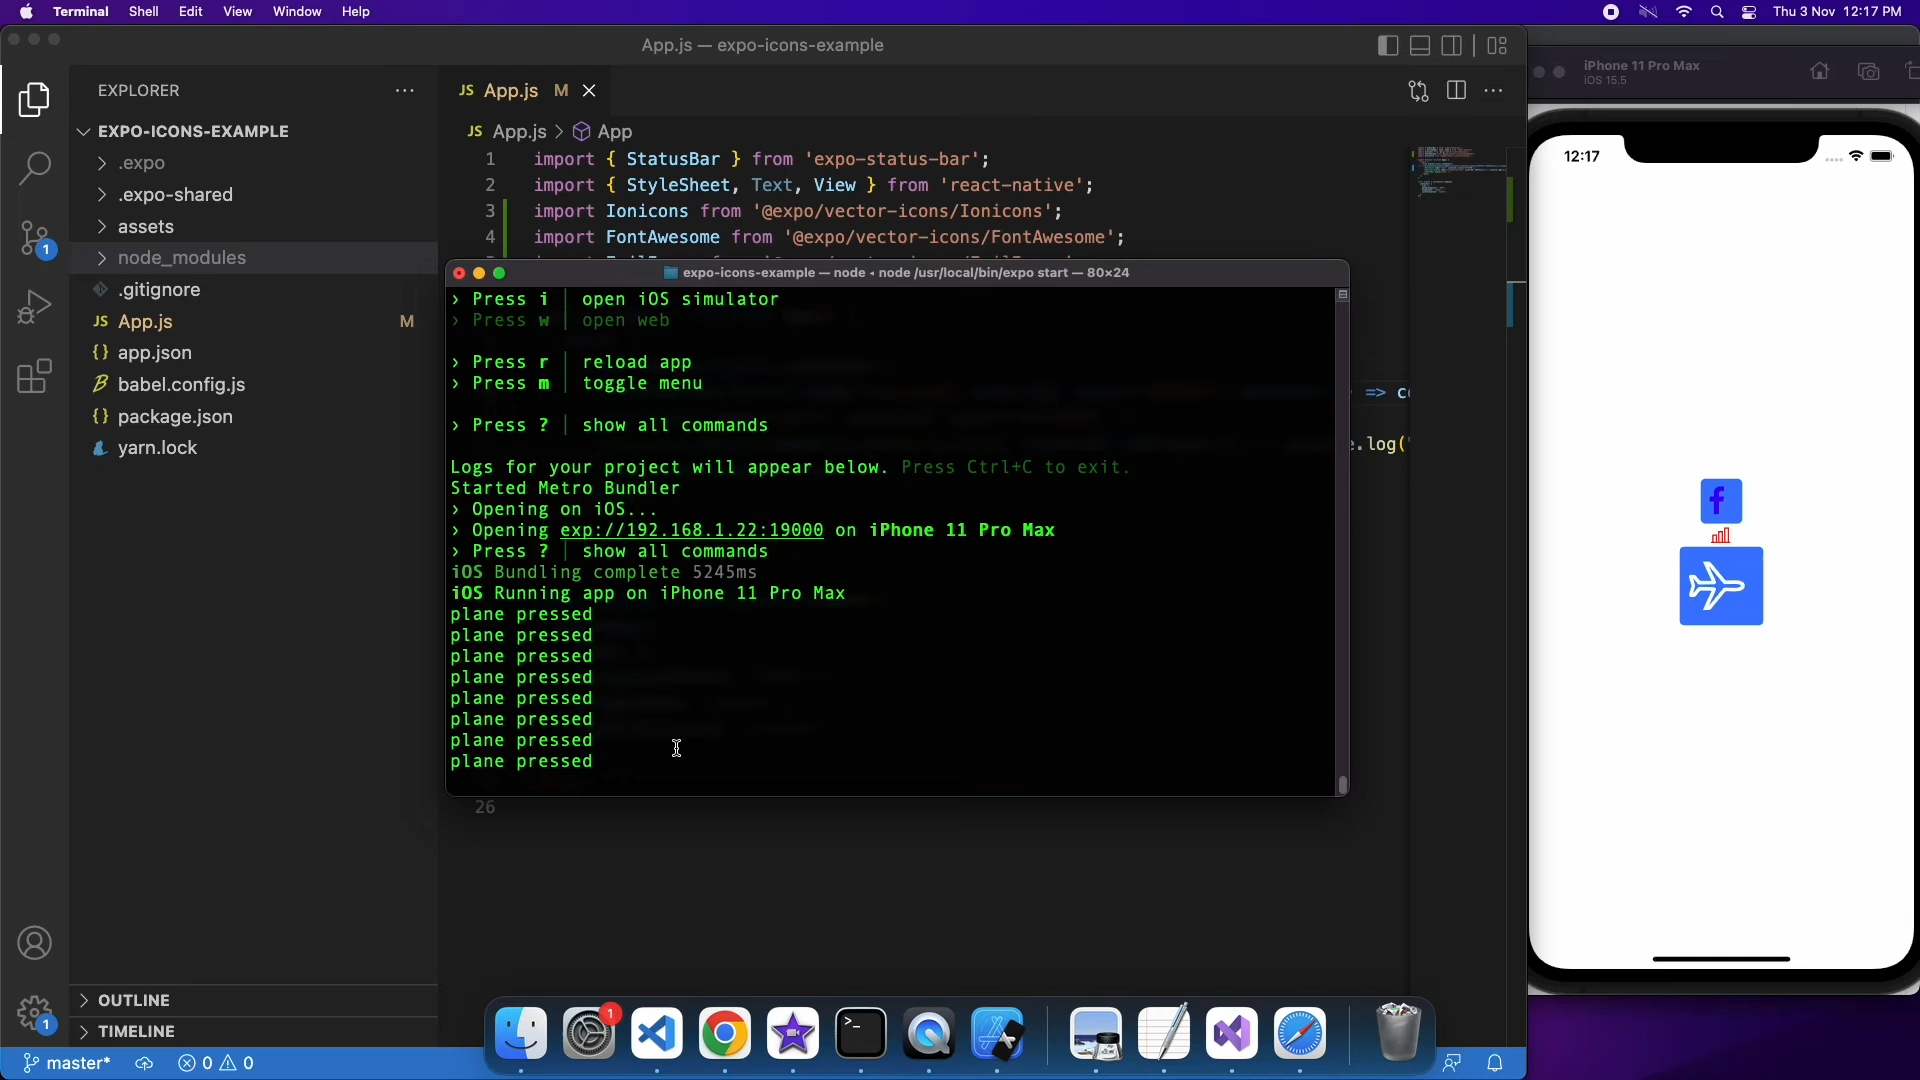 Terminal Shell Edit View Window Help
Thu 3 Nov 12:17 PM
App.js — expo-icons-example
iPhone 11 Pro Max
iOS 15.5
EXPLORER
JS App.js M
EXPO-ICONS-EXAMPLE
.expo
.expo-shared
assets
node_modules
.gitignore
JS App.js M
{} app.json
babel.config.js
{} package.json
yarn.lock
OUTLINE
TIMELINE
1
1
master*
0 0
JS App.js > App
1 import { StatusBar } from 'expo-status-bar';
2 import { StyleSheet, Text, View } from 'react-native';
3 import Ionicons from '@expo/vector-icons/Ionicons';
4 import FontAwesome from '@expo/vector-icons/FontAwesome';
=> c
e.log('
26
expo-icons-example — node ◂ node /usr/local/bin/expo start — 80×24
› Press i │ open iOS simulator
› Press w │ open web
› Press r │ reload app
› Press m │ toggle menu
› Press ? │ show all commands
Logs for your project will appear below. Press Ctrl+C to exit.
Started Metro Bundler
› Opening on iOS...
› Opening exp://192.168.1.22:19000 on iPhone 11 Pro Max
› Press ? │ show all commands
iOS Bundling complete 5245ms
iOS Running app on iPhone 11 Pro Max
plane pressed
plane pressed
plane pressed
plane pressed
plane pressed
plane pressed
plane pressed
plane pressed
12:17
f
1